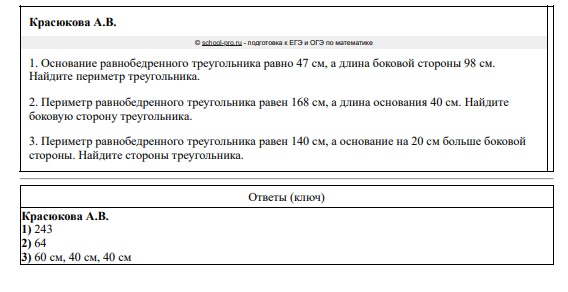 Красюкова А.В.
© school-pro.ru - подготовка к ЕГЭ и ОГЭ по математике
1. Основание равнобедренного треугольника равно 47 см, а длина боковой стороны 98 см.
Найдите периметр треугольника.
2. Периметр равнобедренного треугольника равен 168 см, а длина основания 40 см. Найдите
боковую сторону треугольника.
3. Периметр равнобедренного треугольника равен 140 см, а основание на 20 см больше боковой
стороны. Найдите стороны треугольника.
Ответы (ключ)
Красюкова А.В.
1) 243
2) 64
3) 60 см, 40 см, 40 см